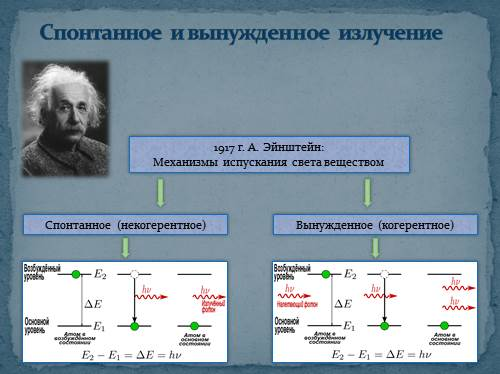 Спонтанное и вынужденное излучение
1917 г. А. Эйнштейн:
Механизмы испускания света веществом
Спонтанное (некогерентное)
Вынужденное (когерентное)
Возбуждённый
уровень
E₂
hν
hν
Излучённый
фотон
ΔE
Основной
уровень
E₁
Атом в
возбуждённом
состоянии
Атом в
основном
состоянии
E₂ − E₁ = ΔE = hν
Возбуждённый
уровень
E₂
hν
Налетающий фотон
hν
hν
hν
ΔE
Основной
уровень
E₁
Атом в
возбуждённом
состоянии
Атом в
основном
состоянии
E₂ − E₁ = ΔE = hν